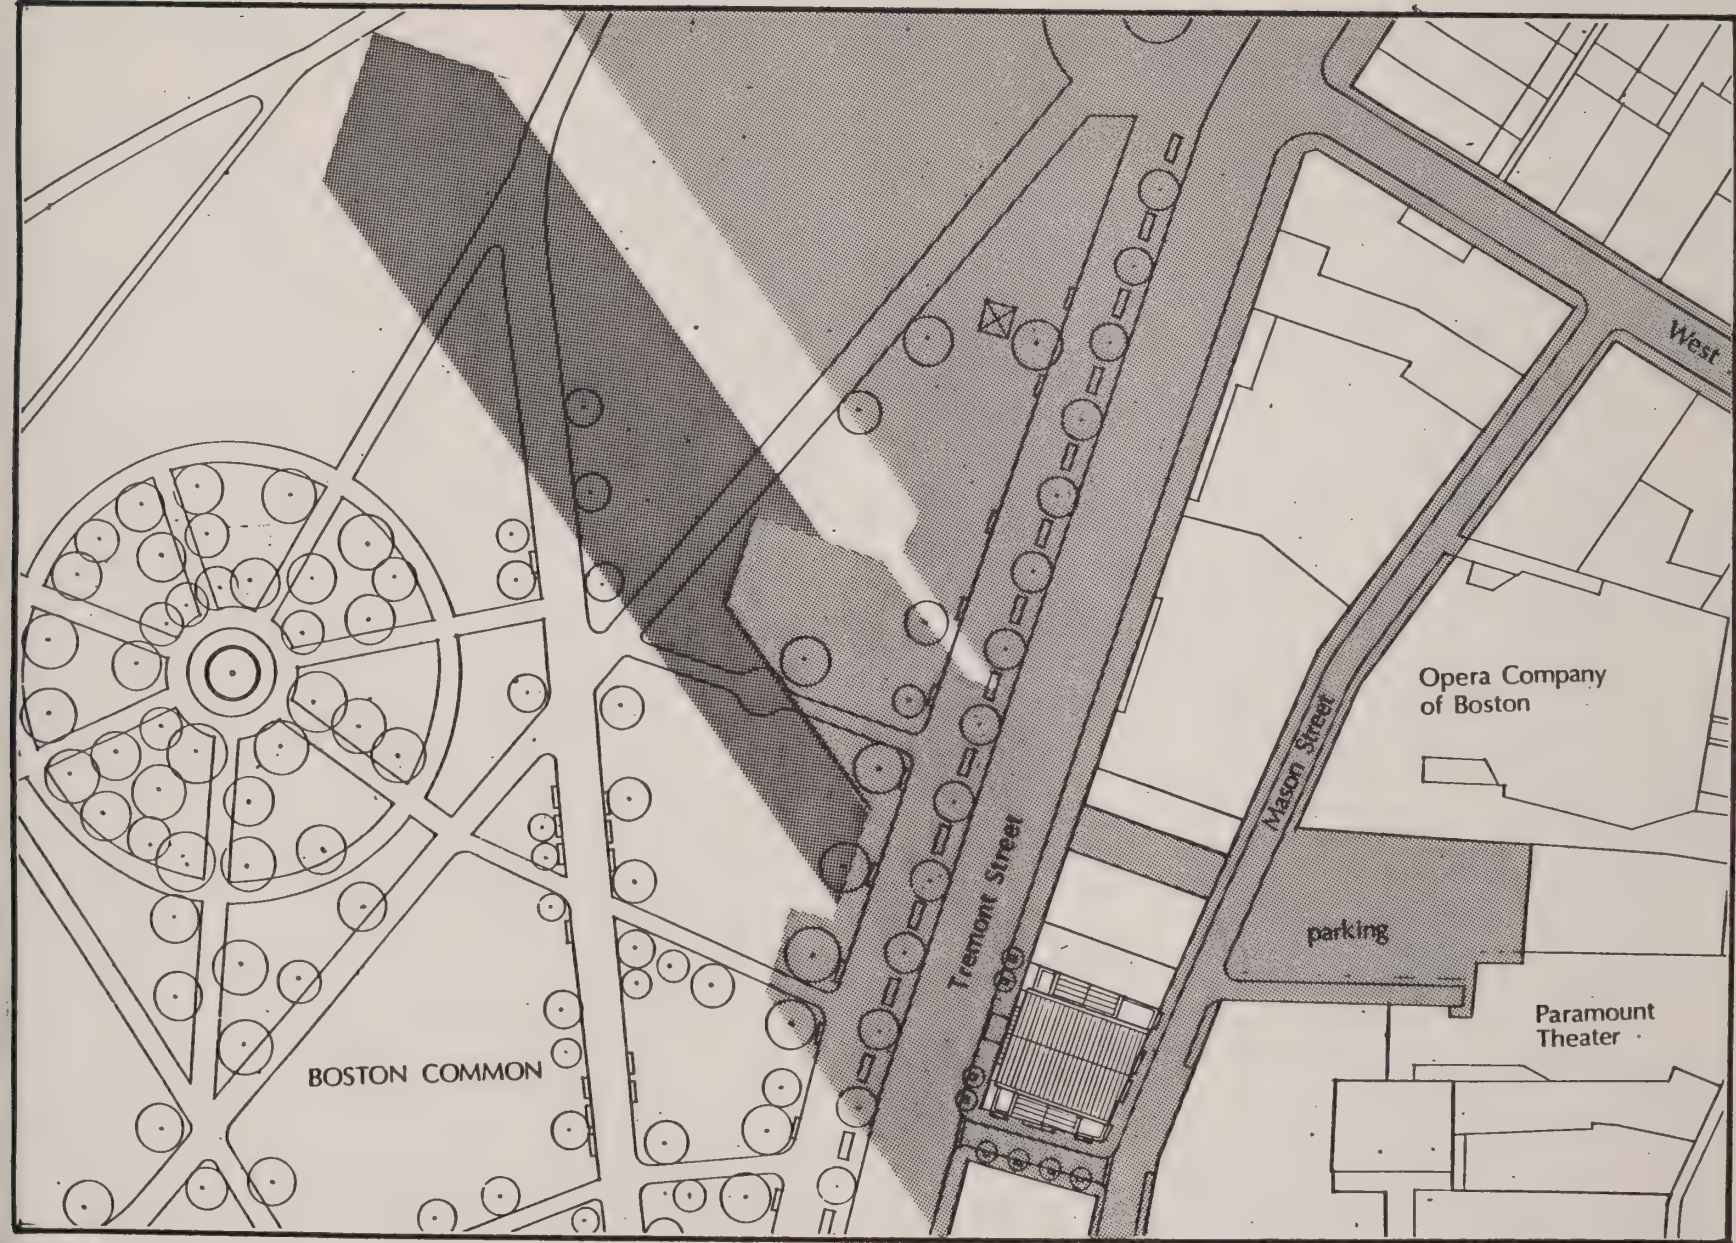 West
Opera Company
of Boston
Mason Street
Tremont Street
parking
Paramount
Theater
BOSTON COMMON